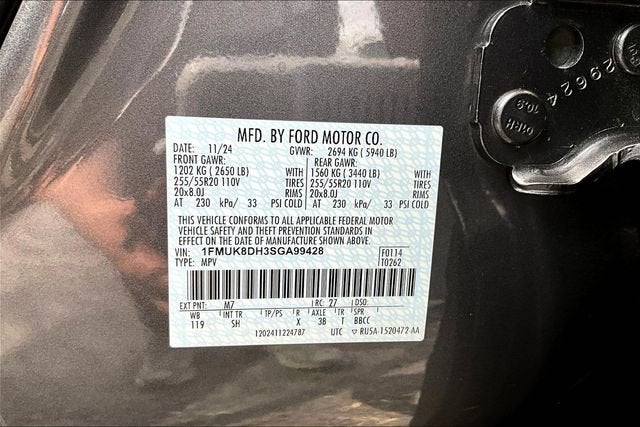 29624
10.9
MFD. BY FORD MOTOR CO.
DATE: 11/24 GVWR: 2694 KG ( 5940 LB)
FRONT GAWR: REAR GAWR:
1202 KG ( 2650 LB) WITH 1560 KG ( 3440 LB) WITH
255/55R20 110V TIRES 255/55R20 110V TIRES
20x8.0J RIMS 20x8.0J RIMS
AT 230 kPa/ 33 PSI COLD AT 230 kPa/ 33 PSI COLD
THIS VEHICLE CONFORMS TO ALL APPLICABLE FEDERAL MOTOR
VEHICLE SAFETY AND THEFT PREVENTION STANDARDS IN
EFFECT ON THE DATE OF MANUFACTURE SHOWN ABOVE.
VIN: 1FMUK8DH3SGA99428 F0114
TYPE: MPV T0262
EXT PNT: M7 RC: 27 DSO:
WB INT TR TP/PS R AXLE TR SPR
119 SH X 38 T BBCC
1202411224787 UTC ▽ RU5A-1520472-AA